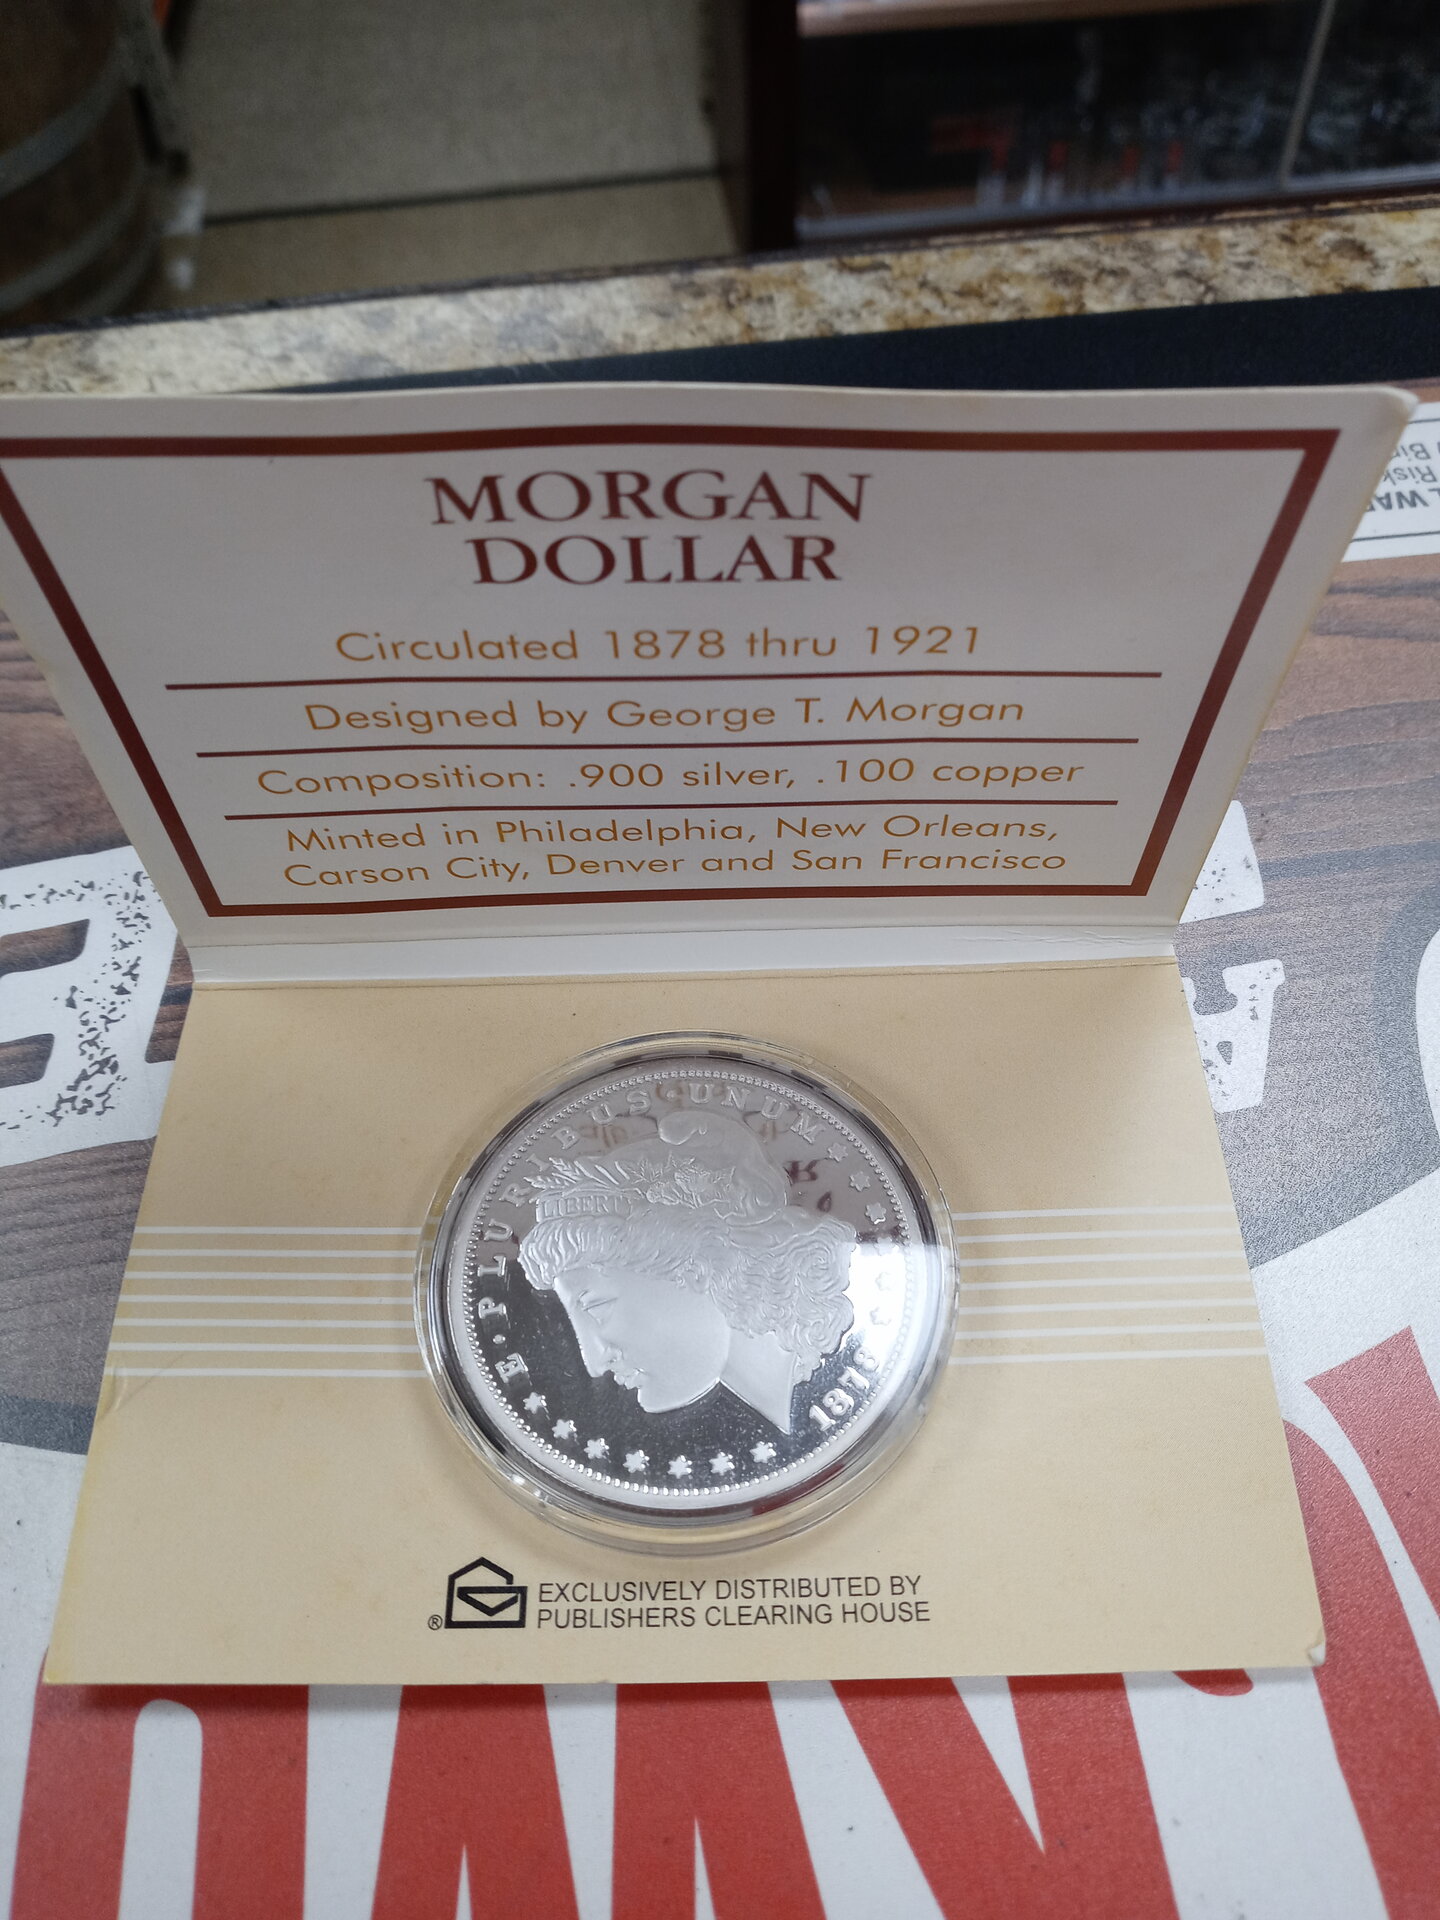 MORGAN
DOLLAR
Circulated 1878 thru 1921
Designed by George T. Morgan
Composition: .900 silver, .100 copper
Minted in Philadelphia, New Orleans,
Carson City, Denver and San Francisco
E·PLURIBUS·UNUM
LIBERTY
1878
® EXCLUSIVELY DISTRIBUTED BY
PUBLISHERS CLEARING HOUSE